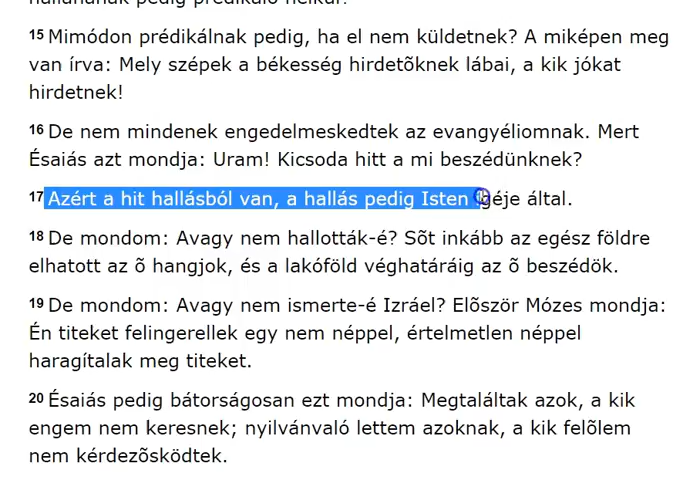 15 Mimódon prédikálnak pedig, ha el nem küldetnek? A miképen meg
van írva: Mely szépek a békesség hirdetõknek lábai, a kik jókat
hirdetnek!
16 De nem mindenek engedelmeskedtek az evangyéliomnak. Mert
Ésaiás azt mondja: Uram! Kicsoda hitt a mi beszédünknek?
17 Azért a hit hallásból van, a hallás pedig Isten ígéje által.
18 De mondom: Avagy nem hallották-é? Sõt inkább az egész földre
elhatott az õ hangjok, és a lakóföld véghatáráig az õ beszédök.
19 De mondom: Avagy nem ismerte-é Izráel? Elõször Mózes mondja:
Én titeket felingerellek egy nem néppel, értelmetlen néppel
haragítalak meg titeket.
20 Ésaiás pedig bátorságosan ezt mondja: Megtaláltak azok, a kik
engem nem keresnek; nyilvánvaló lettem azoknak, a kik felõlem
nem kérdezõsködtek.